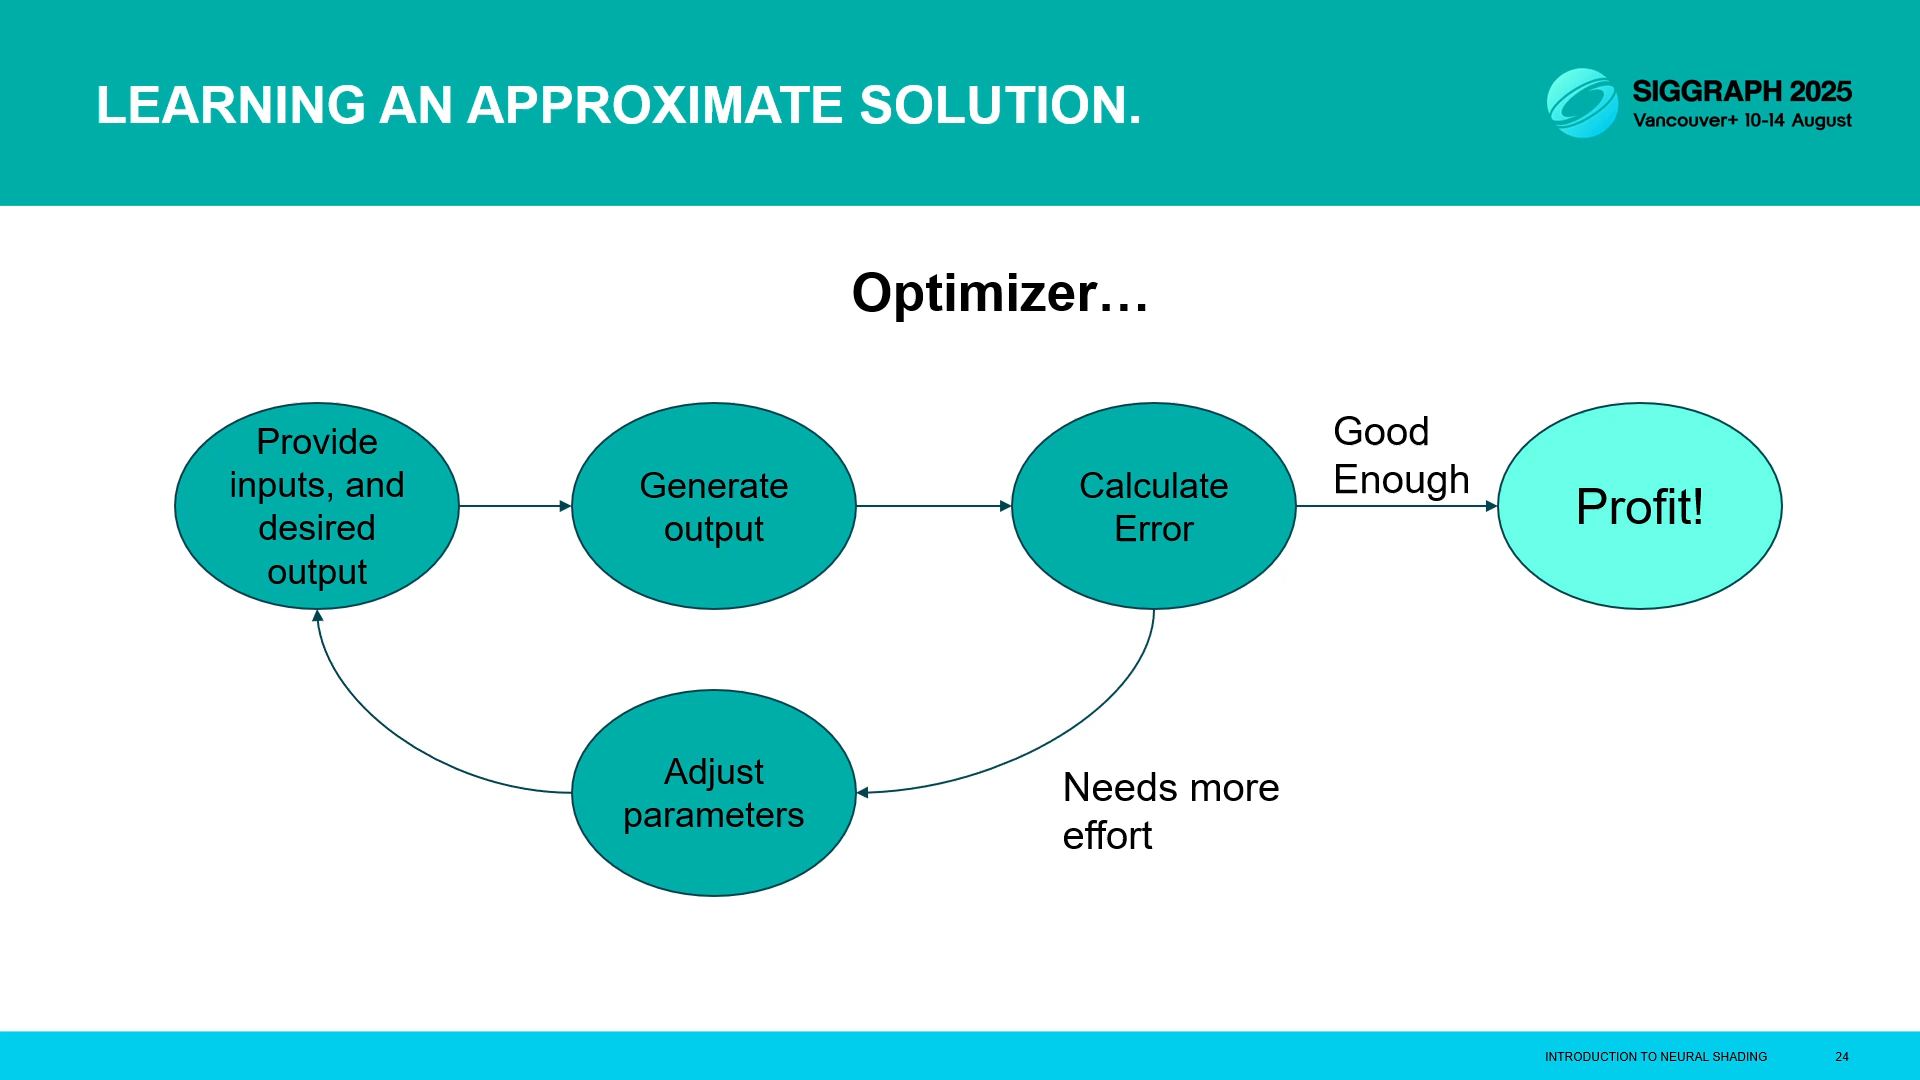 LEARNING AN APPROXIMATE SOLUTION.
SIGGRAPH 2025
Vancouver+ 10-14 August
Optimizer…
Provide
inputs, and
desired
output
Generate
output
Calculate
Error
Good
Enough
Profit!
Adjust
parameters
Needs more
effort
INTRODUCTION TO NEURAL SHADING
24